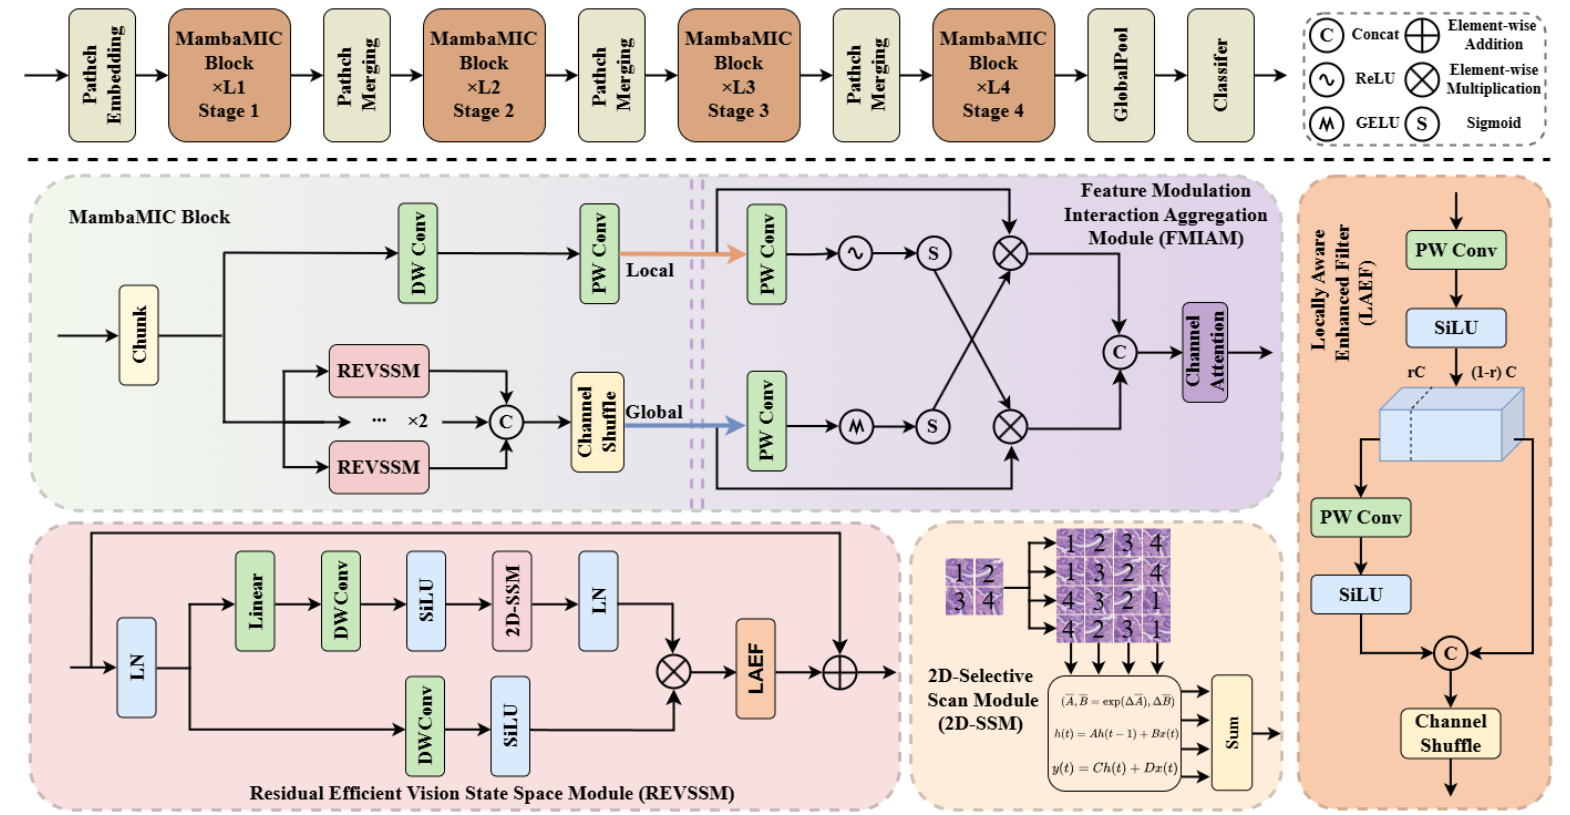 Pathch
Embedding
MambaMIC
Block
×L1
Stage 1
Pathch
Merging
MambaMIC
Block
×L2
Stage 2
Pathch
Merging
MambaMIC
Block
×L3
Stage 3
Pathch
Merging
MambaMIC
Block
×L4
Stage 4
GlobalPool
Classifer
C Concat
Element-wise
Addition
ReLU
Element-wise
Multiplication
GELU
S Sigmoid
MambaMIC Block
Chunk
DW Conv
PW Conv
Local
REVSSM
... ×2
REVSSM
C
Channel
Shuffle
Global
Feature Modulation
Interaction Aggregation
Module (FMIAM)
PW Conv
S
PW Conv
S
C
Channel
Attention
Locally Aware
Enhanced Filter
(LAEF)
PW Conv
SiLU
rC (1-r) C
PW Conv
SiLU
C
Channel
Shuffle
LN
Linear
DWConv
SiLU
2D-SSM
LN
DWConv
SiLU
LAEF
Residual Efficient Vision State Space Module (REVSSM)
1 2
3 4
1 2 3 4
1 3 2 4
4 3 2 1
4 2 3 1
2D-Selective
Scan Module
(2D-SSM)
(A̅, B̅ = exp(ΔA̅), ΔB̅)
h(t) = Ah(t − 1) + Bx(t)
y(t) = Ch(t) + Dx(t)
Sum